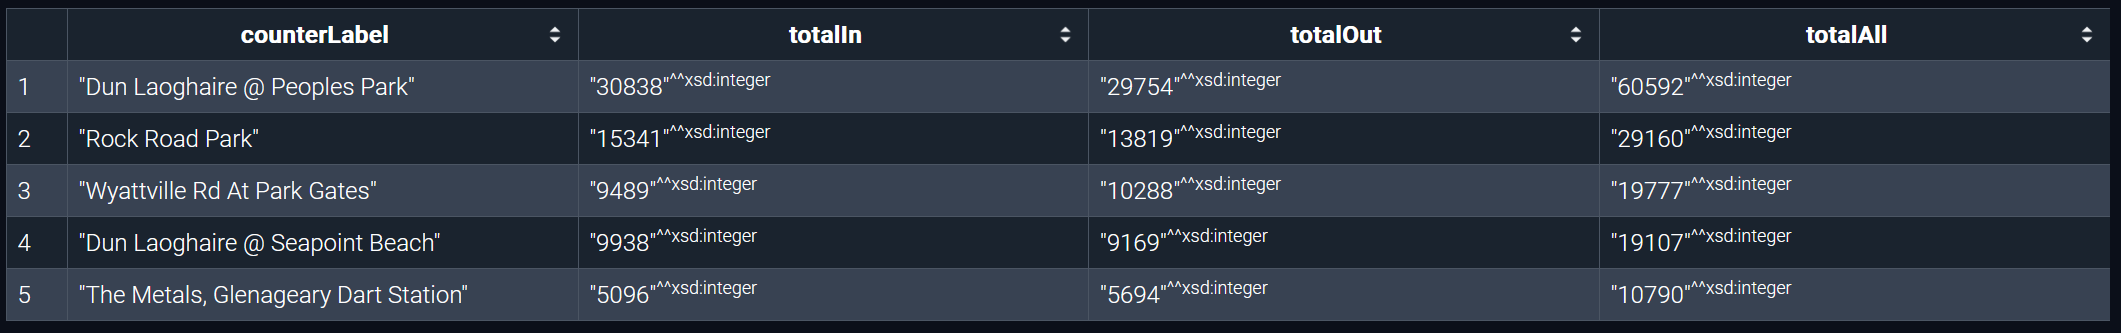 counterLabel totalIn totalOut totalAll
1 "Dun Laoghaire @ Peoples Park" "30838"^^xsd:integer "29754"^^xsd:integer "60592"^^xsd:integer
2 "Rock Road Park" "15341"^^xsd:integer "13819"^^xsd:integer "29160"^^xsd:integer
3 "Wyattville Rd At Park Gates" "9489"^^xsd:integer "10288"^^xsd:integer "19777"^^xsd:integer
4 "Dun Laoghaire @ Seapoint Beach" "9938"^^xsd:integer "9169"^^xsd:integer "19107"^^xsd:integer
5 "The Metals, Glenageary Dart Station" "5096"^^xsd:integer "5694"^^xsd:integer "10790"^^xsd:integer